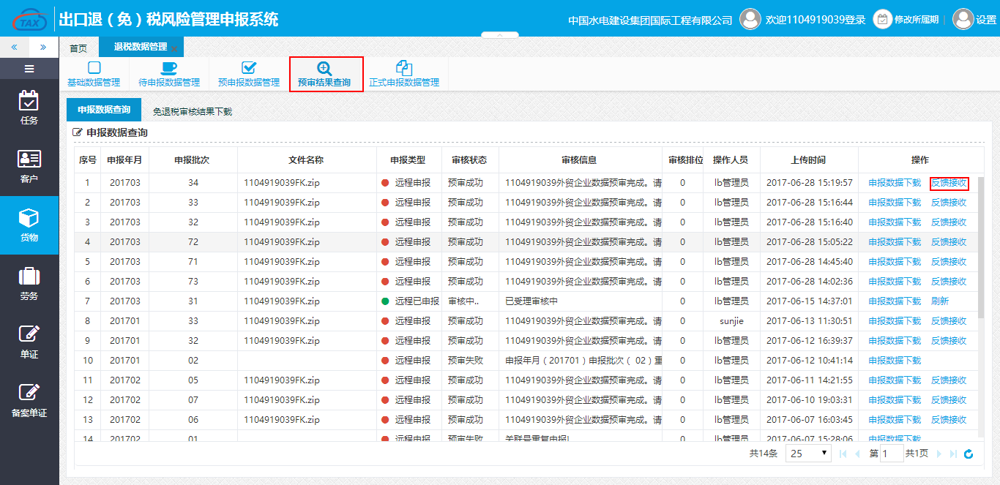 TAX 出口退（免）税风险管理申报系统 中国水电建设集团国际工程有限公司 欢迎1104919039登录 修改所属期 设置
« » 首页 退税数据管理
基础数据管理 待申报数据管理 预申报数据管理 预审结果查询 正式申报数据管理
任务
客户
货物
劳务
单证
备案单证
申报数据查询 免退税审核结果下载
申报数据查询
序号 申报年月 申报批次 文件名称 申报类型 审核状态 审核信息 审核排位 操作人员 上传时间 操作
1 201703 34 1104919039FK.zip 远程申报 预审成功 1104919039外贸企业数据预审完成。请 0 lb管理员 2017-06-28 15:19:57 申报数据下载 反馈接收
2 201703 33 1104919039FK.zip 远程申报 预审成功 1104919039外贸企业数据预审完成。请 0 lb管理员 2017-06-28 15:16:44 申报数据下载 反馈接收
3 201703 32 1104919039FK.zip 远程申报 预审成功 1104919039外贸企业数据预审完成。请 0 lb管理员 2017-06-28 15:16:40 申报数据下载 反馈接收
4 201703 72 1104919039FK.zip 远程申报 预审成功 1104919039外贸企业数据预审完成。请 0 lb管理员 2017-06-28 15:05:22 申报数据下载 反馈接收
5 201703 71 1104919039FK.zip 远程申报 预审成功 1104919039外贸企业数据预审完成。请 0 lb管理员 2017-06-28 14:45:40 申报数据下载 反馈接收
6 201703 73 1104919039FK.zip 远程申报 预审成功 1104919039外贸企业数据预审完成。请 0 lb管理员 2017-06-28 14:02:36 申报数据下载 反馈接收
7 201703 31 1104919039FK.zip 远程已申报 审核中.. 已受理审核中 0 lb管理员 2017-06-15 14:37:01 申报数据下载 刷新
8 201701 33 1104919039FK.zip 远程申报 预审成功 1104919039外贸企业数据预审完成。请 0 sunjie 2017-06-13 11:30:51 申报数据下载 反馈接收
9 201701 32 1104919039FK.zip 远程申报 预审成功 1104919039外贸企业数据预审完成。请 0 lb管理员 2017-06-12 16:39:37 申报数据下载 反馈接收
10 201701 02 远程申报 预审失败 申报年月（201701）申报批次（ 02）重 0 lb管理员 2017-06-12 10:41:14 申报数据下载
11 201702 05 1104919039FK.zip 远程申报 预审成功 1104919039外贸企业数据预审完成。请 0 lb管理员 2017-06-11 14:21:55 申报数据下载 反馈接收
12 201702 07 1104919039FK.zip 远程申报 预审成功 1104919039外贸企业数据预审完成。请 0 lb管理员 2017-06-10 19:03:31 申报数据下载 反馈接收
13 201702 06 1104919039FK.zip 远程申报 预审成功 1104919039外贸企业数据预审完成。请 0 lb管理员 2017-06-07 16:03:45 申报数据下载 反馈接收
14 201702 01 远程申报 预审失败 关联号重复申报! 0 lb管理员 2017-06-07 15:28:06 申报数据下载
共14条 25 第 1 共1页